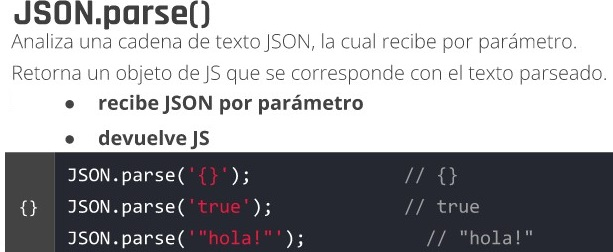 JSON.parse()
Analiza una cadena de texto JSON, la cual recibe por parámetro.
Retorna un objeto de JS que se corresponde con el texto parseado.
● recibe JSON por parámetro
● devuelve JS
JSON.parse('{}'); // {}
{} JSON.parse('true'); // true
JSON.parse('"hola!"'); // "hola!"